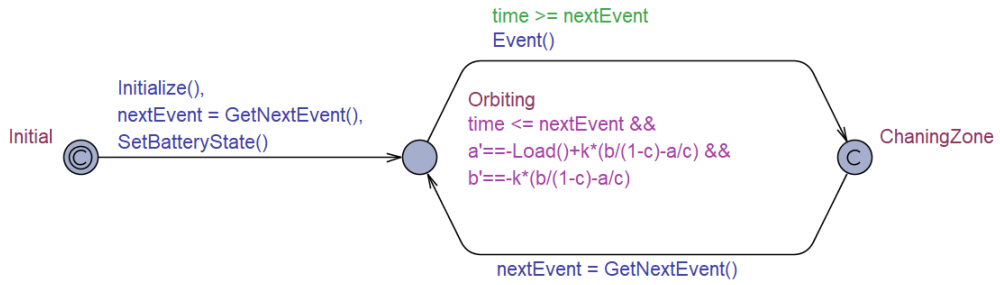 time >= nextEvent
Event()
Initialize(),
nextEvent = GetNextEvent(),
SetBatteryState()
Initial
C
Orbiting
time <= nextEvent &&
a'==-Load()+k*(b/(1-c)-a/c) &&
b'==-k*(b/(1-c)-a/c)
C
ChaningZone
nextEvent = GetNextEvent()